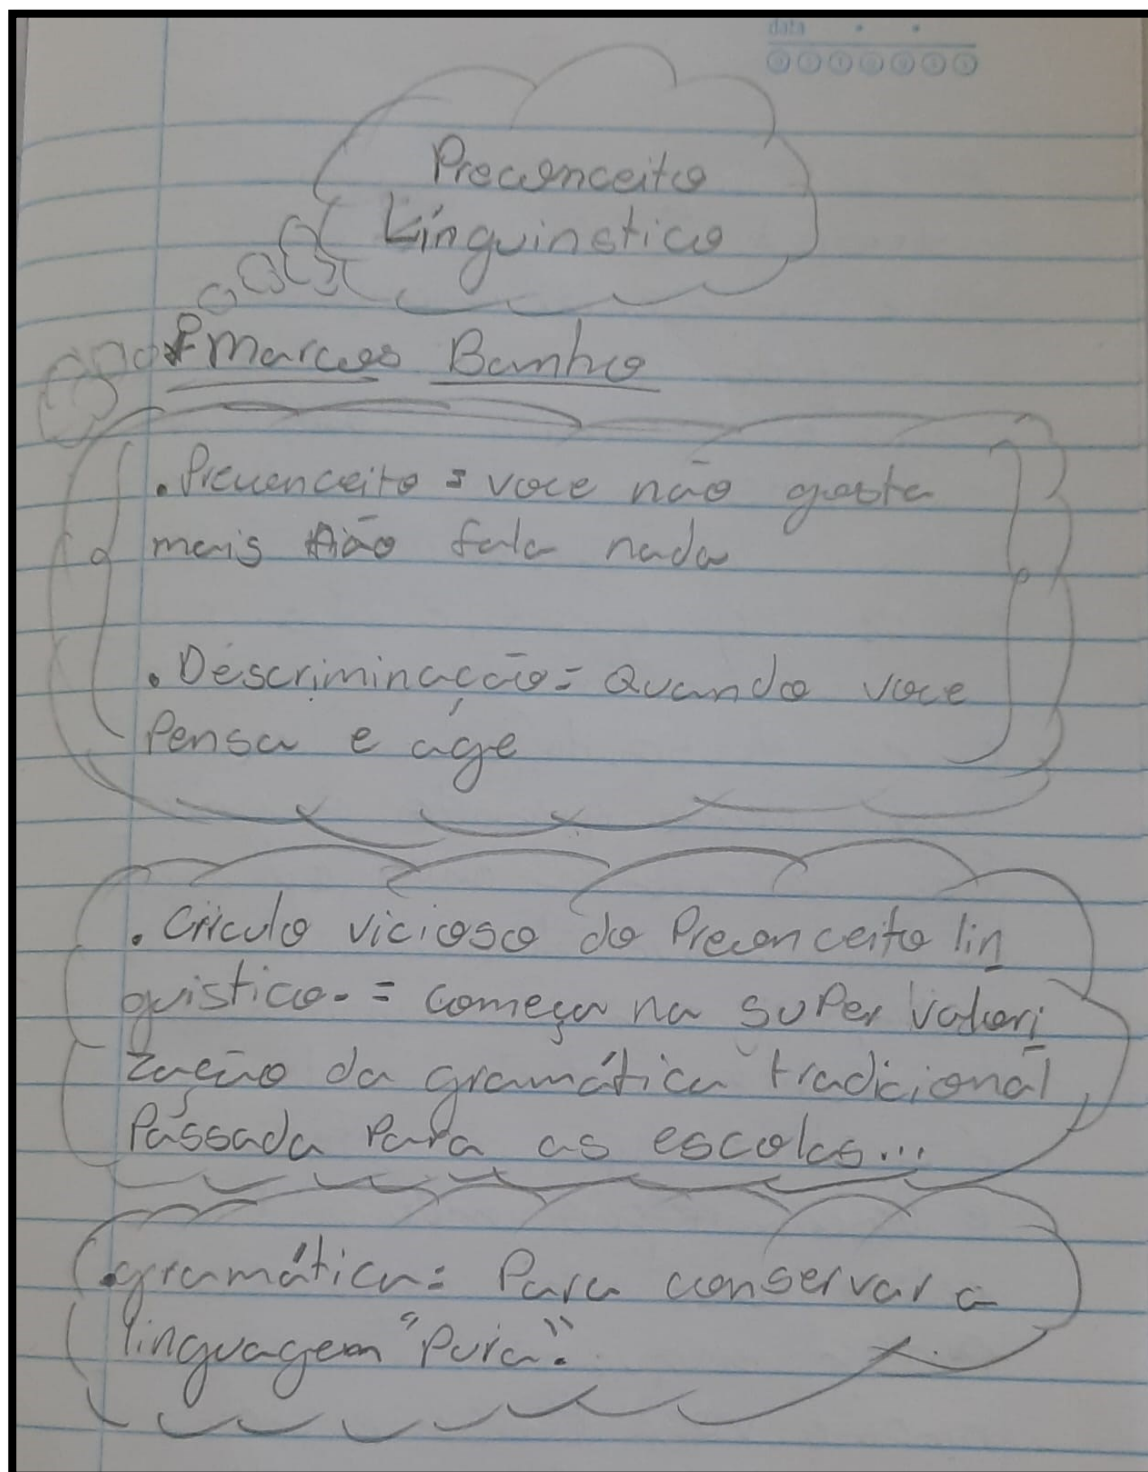 data
Preconceito
Línguinstico
Marcos Banho
. Preconceito = voce não gosta
mais não fala nada
. Descriminação = Quando voce
Pensa e age
. Criculo vicioso do Preconceito lin
guistico. = começa na super valori
zação da gramática tradicional,
Passada Para as escolas...
.gramática: Para conservar a
linguagem "Pura".